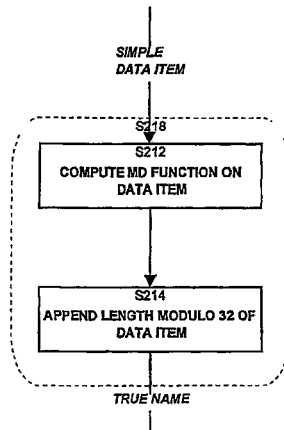 SIMPLE
DATA ITEM
S218
S212
COMPUTE MD FUNCTION ON
DATA ITEM
S214
APPEND LENGTH MODULO 32 OF
DATA ITEM
TRUE NAME